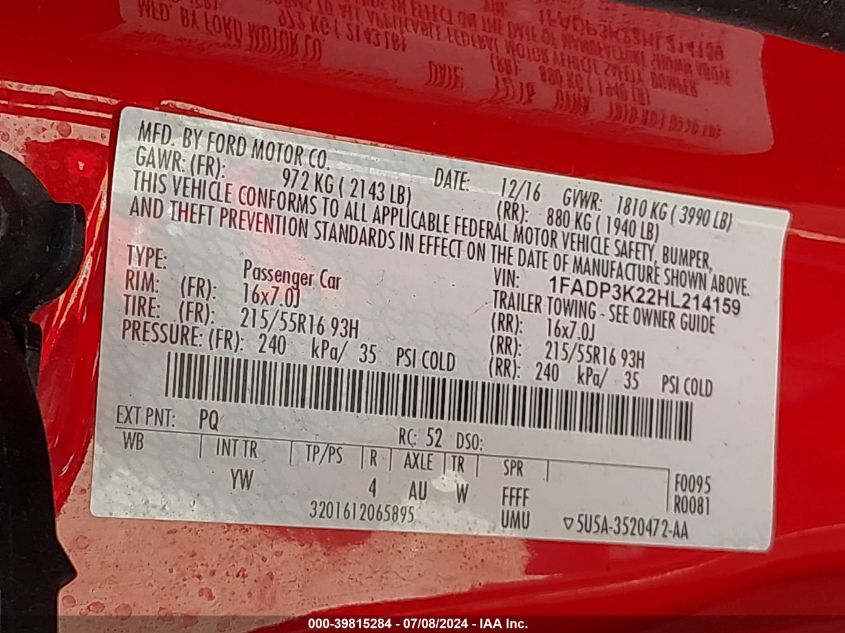 MFD. BY FORD MOTOR CO.
DATE: 12/16 GVWR: 1810 KG ( 3990 LB)
GAWR: (FR): 972 KG ( 2143 LB) (RR): 880 KG ( 1940 LB)
THIS VEHICLE CONFORMS TO ALL APPLICABLE FEDERAL MOTOR VEHICLE SAFETY, BUMPER,
AND THEFT PREVENTION STANDARDS IN EFFECT ON THE DATE OF MANUFACTURE SHOWN ABOVE.
VIN: 1FADP3K22HL214159
TYPE: Passenger Car TRAILER TOWING - SEE OWNER GUIDE
RIM: (FR): 16x7.0J (RR): 16x7.0J
TIRE: (FR): 215/55R16 93H (RR): 215/55R16 93H
PRESSURE: (FR): 240 kPa/ 35 PSI COLD (RR): 240 kPa/ 35 PSI COLD
EXT PNT: PQ RC: 52 DSO:
WB INT TR TP/PS R AXLE TR SPR F0095
YW 4 AU W FFFF R0081
3201612065895 UMU ▽5U5A-3520472-AA
000-39815284 - 07/08/2024 - IAA Inc.